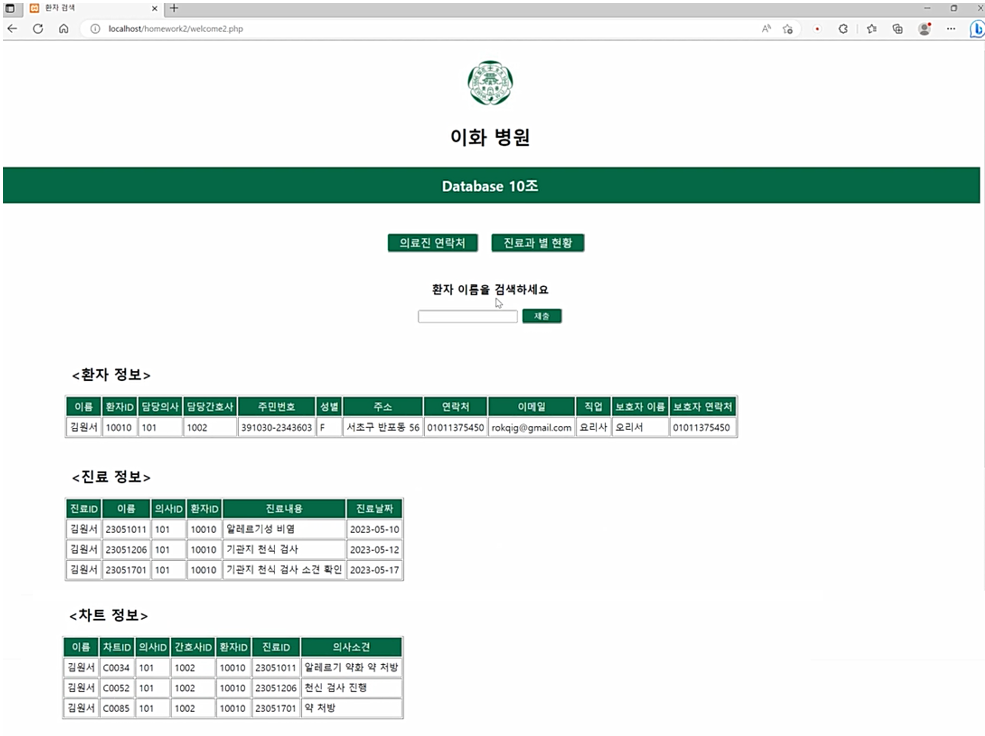 환자 검색
localhost/homework2/welcome2.php
이화 병원
Database 10조
의료진 연락처 진료과 별 현황
환자 이름을 검색하세요
제출
<환자 정보>
이름 환자ID 담당의사 담당간호사 주민번호 성별 주소 연락처 이메일 직업 보호자 이름 보호자 연락처
김원서 10010 101 1002 391030-2343603 F 서초구 반포동 56 01011375450 rokqig@gmail.com 요리사 오리서 01011375450
<진료 정보>
진료ID 이름 의사ID 환자ID 진료내용 진료날짜
김원서 23051011 101 10010 알레르기성 비염 2023-05-10
김원서 23051206 101 10010 기관지 천식 검사 2023-05-12
김원서 23051701 101 10010 기관지 천식 검사 소견 확인 2023-05-17
<차트 정보>
이름 차트ID 의사ID 간호사ID 환자ID 진료ID 의사소견
김원서 C0034 101 1002 10010 23051011 알레르기 약화 약 처방
김원서 C0052 101 1002 10010 23051206 천신 검사 진행
김원서 C0085 101 1002 10010 23051701 약 처방